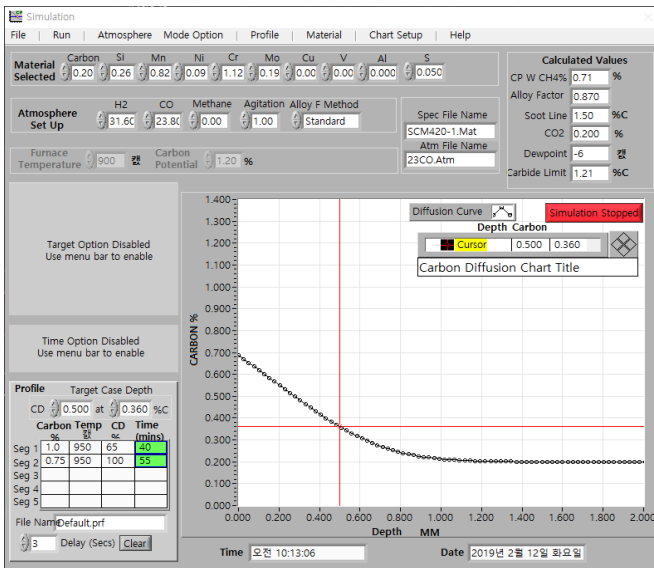 Simulation
File | Run | Atmosphere Mode Option | Profile | Material | Chart Setup | Help
Material Selected
Carbon Si Mn Ni Cr Mo Cu V Al S
0.20 0.26 0.82 0.09 1.12 0.19 0.00 0.00 0.000 0.050
Atmosphere Set Up
H2 CO Methane Agitation Alloy F Method
31.60 23.80 0.00 1.00 Standard
Furnace Temperature 900 캜 Carbon Potential 1.20 %
Spec File Name
SCM420-1.Mat
Atm File Name
23CO.Atm
Calculated Values
CP W CH4% 0.71 %
Alloy Factor 0.870
Soot Line 1.50 %C
CO2 0.200 %
Dewpoint -6 캜
Carbide Limit 1.21 %C
Target Option Disabled
Use menu bar to enable
Time Option Disabled
Use menu bar to enable
Profile Target Case Depth
CD 0.500 at 0.360 %C
Carbon % Temp 캜 CD % Time (mins)
Seg 1 1.0 950 65 40
Seg 2 0.75 950 100 55
Seg 3
Seg 4
Seg 5
File Name Default.prf
3 Delay (Secs) Clear
Diffusion Curve
Simulation Stopped
Depth Carbon
Cursor 0.500 0.360
Carbon Diffusion Chart Title
CARBON %
1.400
1.300
1.200
1.100
1.000
0.900
0.800
0.700
0.600
0.500
0.400
0.300
0.200
0.100
0.000
0.000 0.200 0.400 0.600 0.800 1.000 1.200 1.400 1.600 1.800 2.000
Depth MM
Time 오전 10:13:06
Date 2019년 2월 12일 화요일